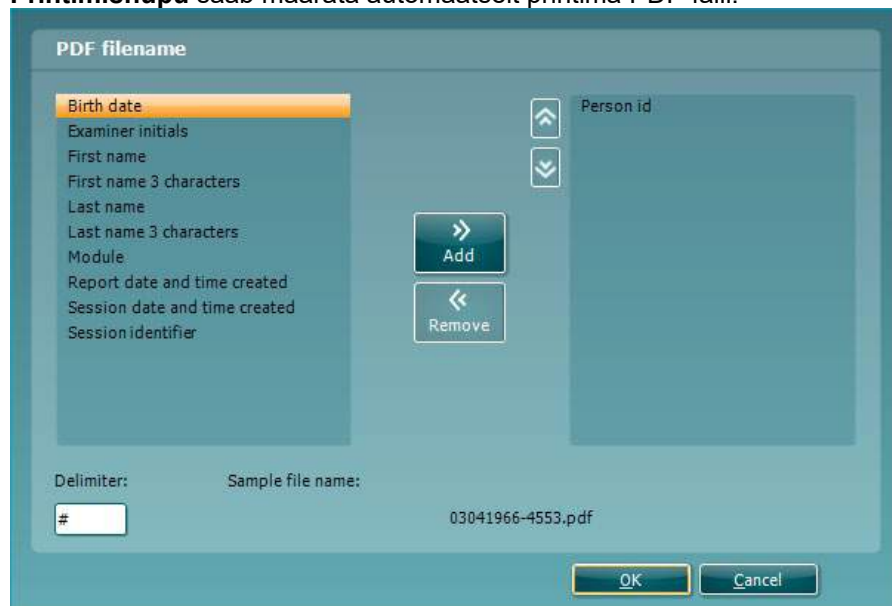 Printimisnupu saab määrata automaatselt printima PDF-faili.
PDF filename
Birth date
Examiner initials
First name
First name 3 characters
Last name
Last name 3 characters
Module
Report date and time created
Session date and time created
Session identifier
Add
Remove
Person id
Delimiter:
Sample file name:
#
03041966-4553.pdf
OK
Cancel